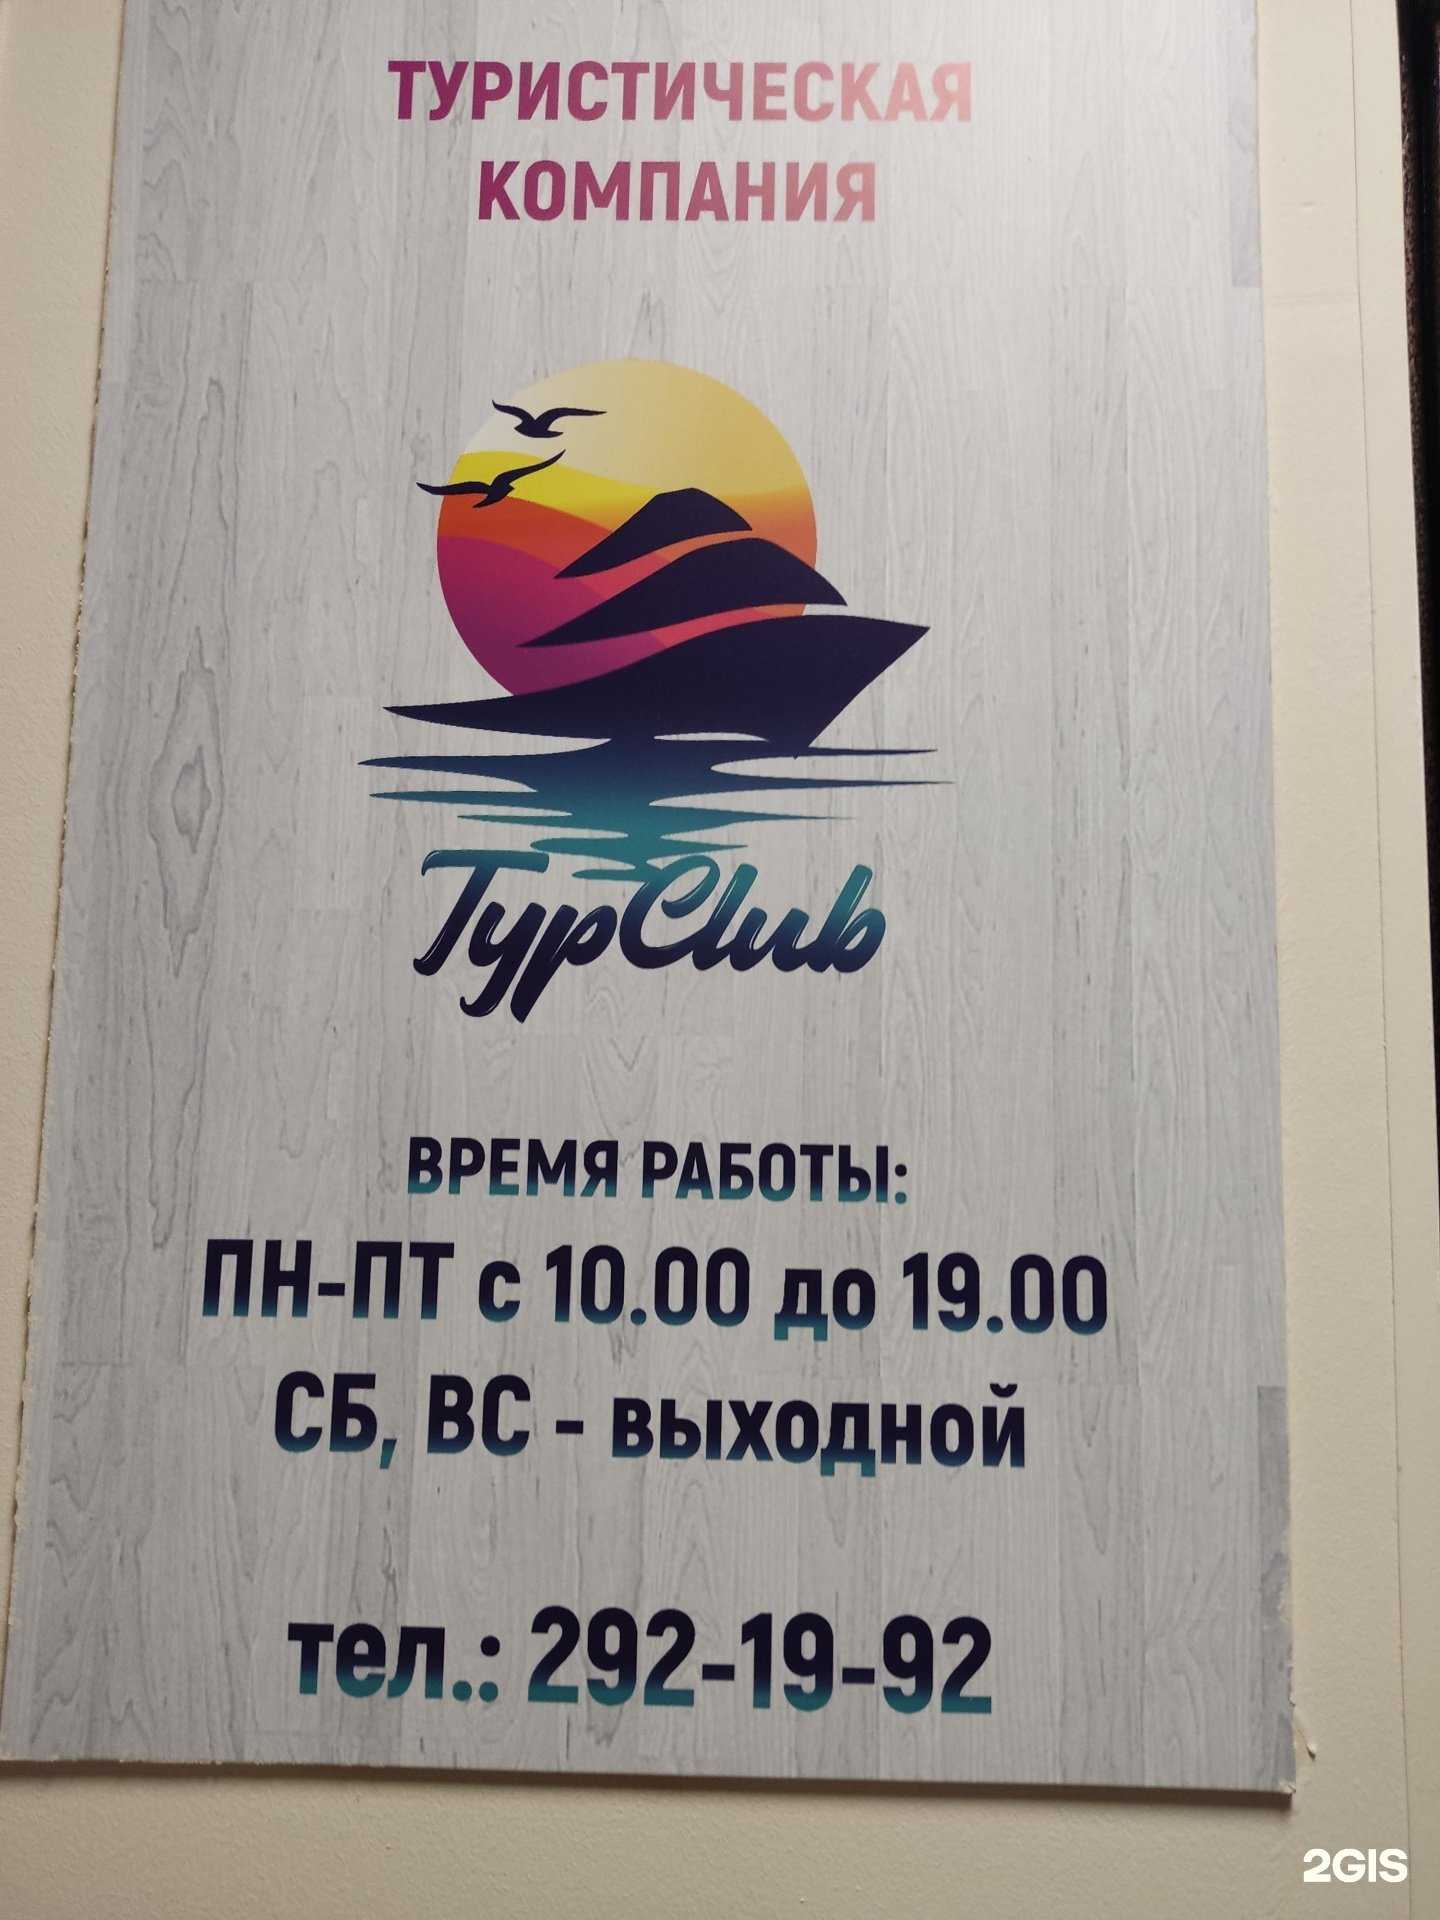 ТУРИСТИЧЕСКАЯ
КОМПАНИЯ
ТурClub
ВРЕМЯ РАБОТЫ:
ПН-ПТ с 10.00 до 19.00
СБ, ВС - выходной
тел.: 292-19-92
2GIS